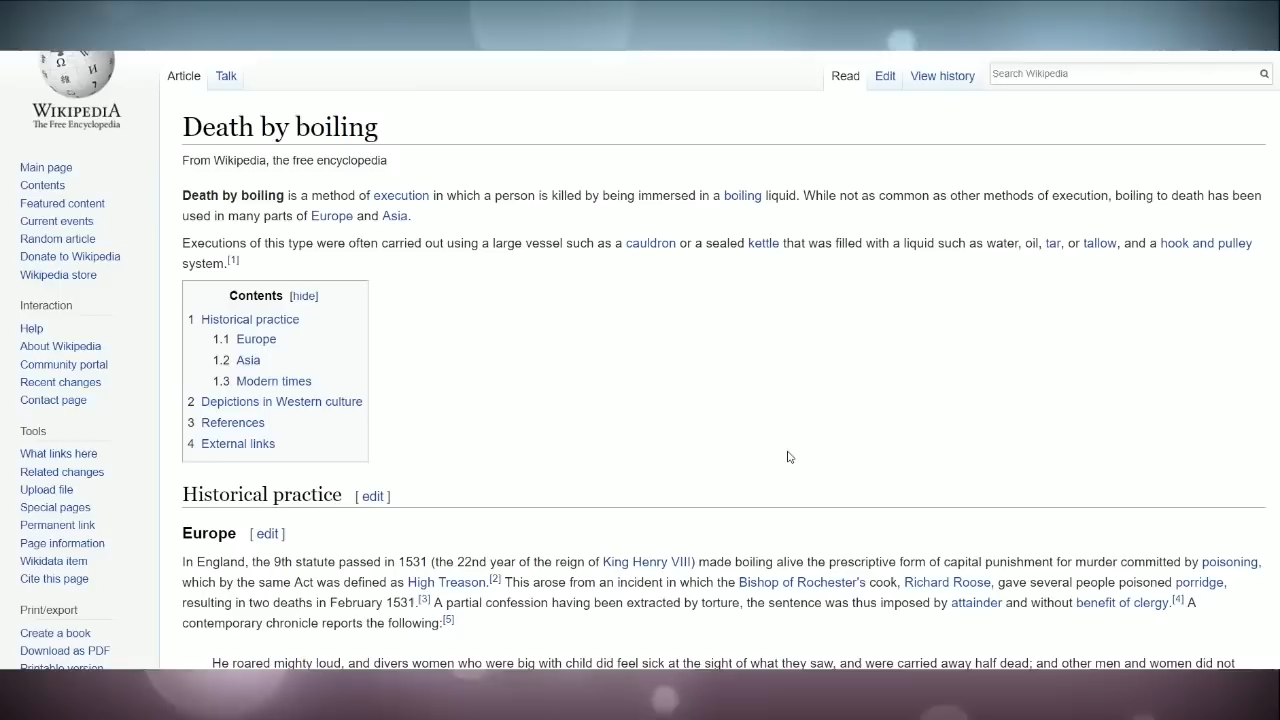 Ω
И
WIKIPEDIA
The Free Encyclopedia
Main page
Contents
Featured content
Current events
Random article
Donate to Wikipedia
Wikipedia store
Interaction
Help
About Wikipedia
Community portal
Recent changes
Contact page
Tools
What links here
Related changes
Upload file
Special pages
Permanent link
Page information
Wikidata item
Cite this page
Print/export
Create a book
Download as PDF
Printable version
Article Talk
Read Edit View history
Search Wikipedia
Death by boiling
From Wikipedia, the free encyclopedia
Death by boiling is a method of execution in which a person is killed by being immersed in a boiling liquid. While not as common as other methods of execution, boiling to death has been
used in many parts of Europe and Asia.
Executions of this type were often carried out using a large vessel such as a cauldron or a sealed kettle that was filled with a liquid such as water, oil, tar, or tallow, and a hook and pulley
system.[1]
Contents [hide]
1 Historical practice
1.1 Europe
1.2 Asia
1.3 Modern times
2 Depictions in Western culture
3 References
4 External links
Historical practice [ edit ]
Europe [ edit ]
In England, the 9th statute passed in 1531 (the 22nd year of the reign of King Henry VIII) made boiling alive the prescriptive form of capital punishment for murder committed by poisoning,
which by the same Act was defined as High Treason.[2] This arose from an incident in which the Bishop of Rochester's cook, Richard Roose, gave several people poisoned porridge,
resulting in two deaths in February 1531.[3] A partial confession having been extracted by torture, the sentence was thus imposed by attainder and without benefit of clergy.[4] A
contemporary chronicle reports the following:[5]
He roared mighty loud, and divers women who were big with child did feel sick at the sight of what they saw, and were carried away half dead; and other men and women did not